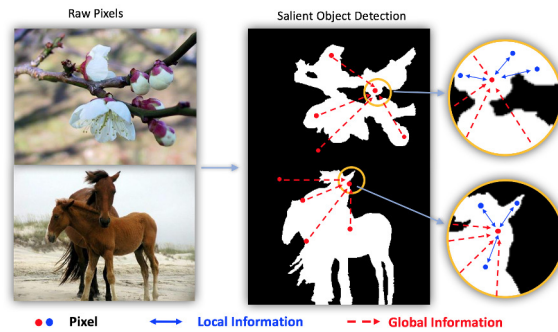 Raw Pixels
Salient Object Detection
Pixel
Local Information
Global Information